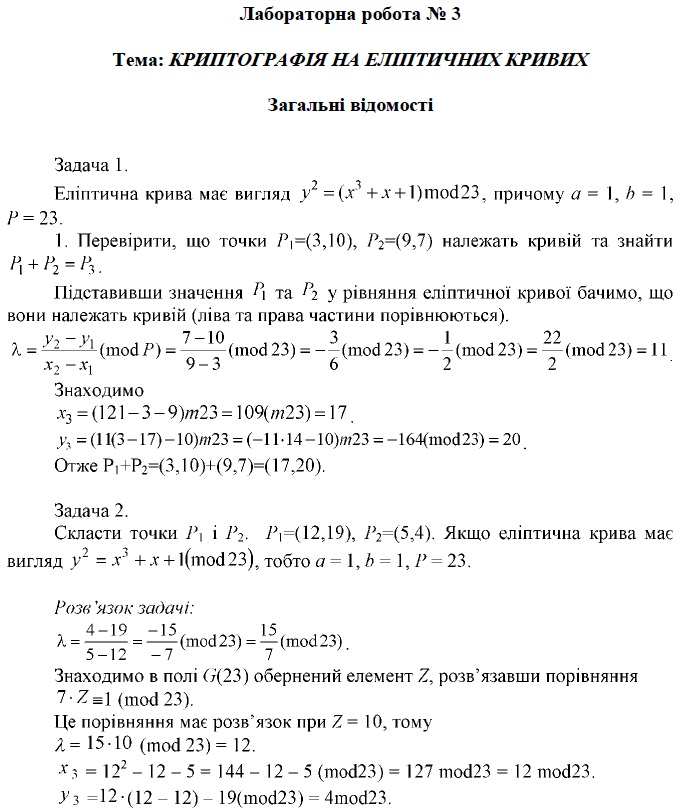 Лабораторна робота № 3
Тема: КРИПТОГРАФІЯ НА ЕЛІПТИЧНИХ КРИВИХ
Загальні відомості
Задача 1.
Еліптична крива має вигляд y² = (x³ + x + 1) mod 23, причому a = 1, b = 1,
P = 23.
1. Перевірити, що точки P₁=(3,10), P₂=(9,7) належать кривій та знайти
P₁ + P₂ = P₃.
Підставивши значення P₁ та P₂ у рівняння еліптичної кривої бачимо, що
вони належать кривій (ліва та права частини порівнюються).
λ = (y₂ − y₁)/(x₂ − x₁) (mod P) = (7 − 10)/(9 − 3) (mod 23) = −3/6 (mod 23) = −1/2 (mod 23) = 22/2 (mod 23) = 11.
Знаходимо
x₃ = (121 − 3 − 9)m23 = 109(m23) = 17.
y₃ = (11(3 − 17) − 10)m23 = (−11·14 − 10)m23 = −164(mod 23) = 20.
Отже P₁+P₂=(3,10)+(9,7)=(17,20).
Задача 2.
Скласти точки P₁ і P₂. P₁=(12,19), P₂=(5,4). Якщо еліптична крива має
вигляд y² = x³ + x + 1(mod 23), тобто a = 1, b = 1, P = 23.
Розв’язок задачі:
λ = (4 − 19)/(5 − 12) = −15/−7 (mod 23) = 15/7 (mod 23).
Знаходимо в полі G(23) обернений елемент Z, розв’язавши порівняння
7 · Z ≡1 (mod 23).
Це порівняння має розв’язок при Z = 10, тому
λ = 15·10 (mod 23) = 12.
x₃ = 12² – 12 – 5 = 144 – 12 – 5 (mod23) = 127 mod23 = 12 mod23.
y₃ =12·(12 – 12) – 19(mod23) = 4mod23.